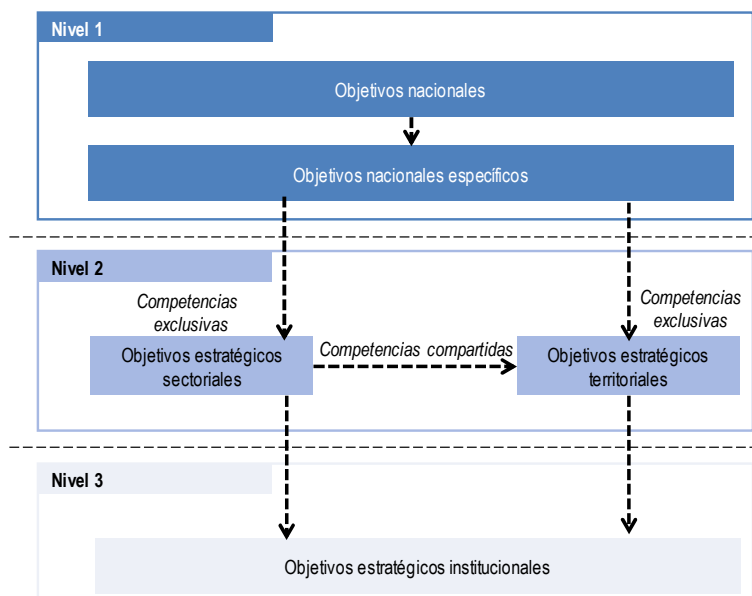 Nivel 1
Objetivos nacionales
Objetivos nacionales específicos
Nivel 2
Competencias
exclusivas
Competencias
exclusivas
Objetivos estratégicos
sectoriales
Competencias compartidas
Objetivos estratégicos
territoriales
Nivel 3
Objetivos estratégicos institucionales